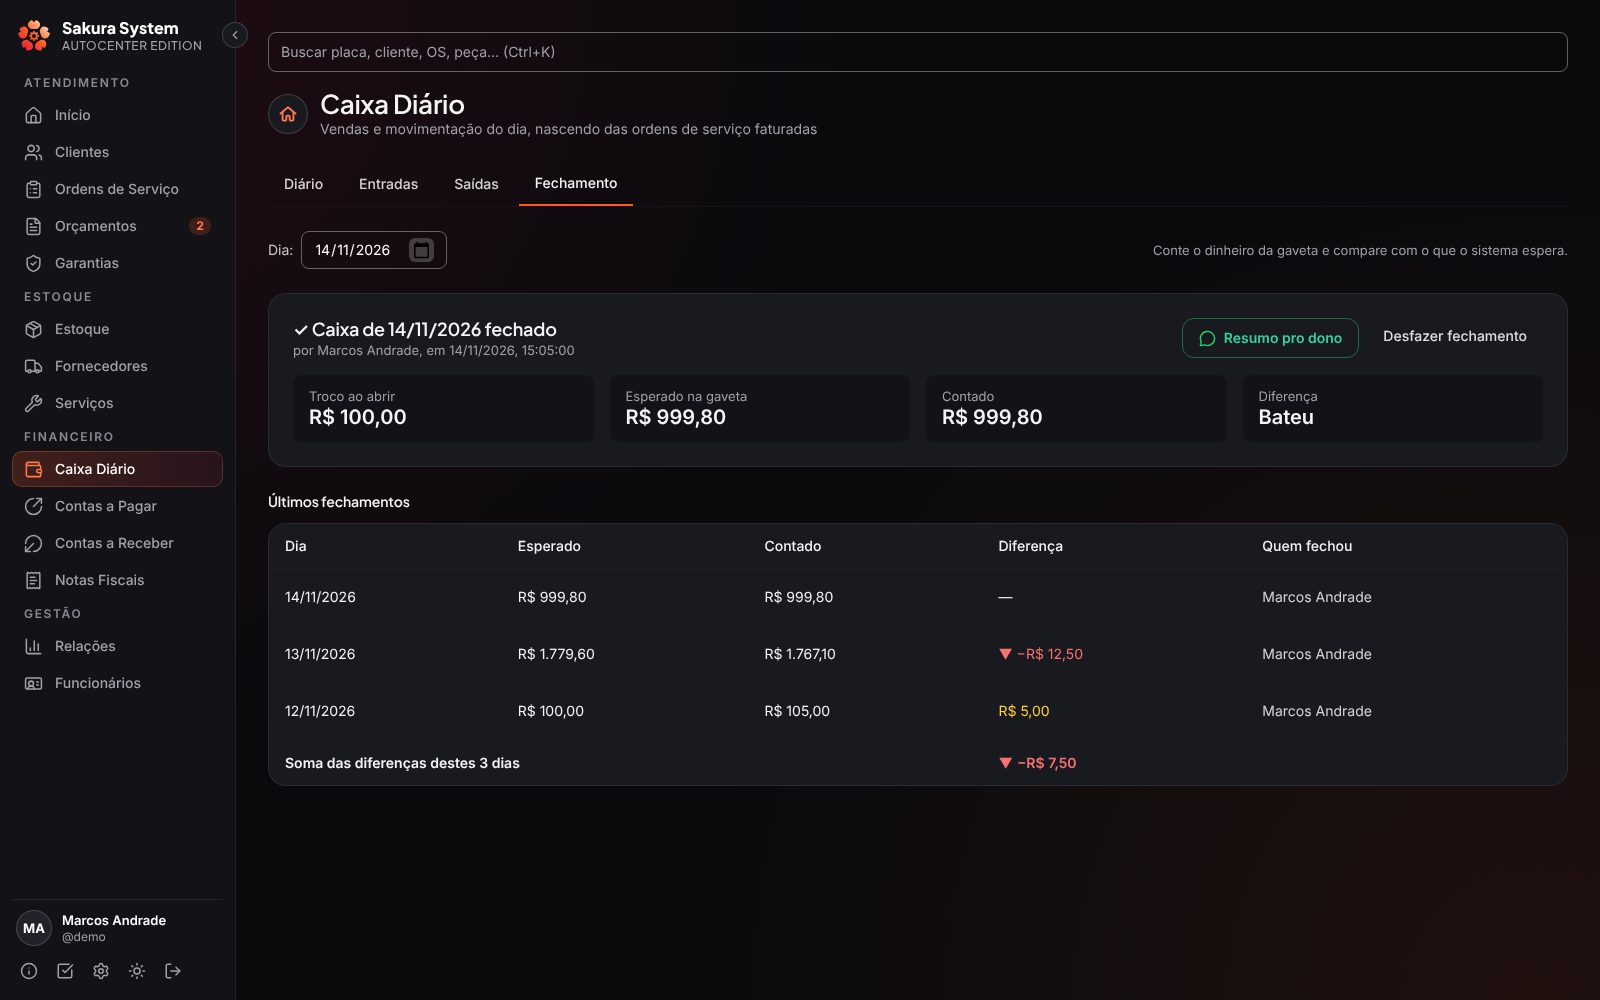 Sakura System
AUTOCENTER EDITION
ATENDIMENTO
Início
Clientes
Ordens de Serviço
Orçamentos 2
Garantias
ESTOQUE
Estoque
Fornecedores
Serviços
FINANCEIRO
Caixa Diário
Contas a Pagar
Contas a Receber
Notas Fiscais
GESTÃO
Relações
Funcionários
MA
Marcos Andrade
@demo
Buscar placa, cliente, OS, peça... (Ctrl+K)
Caixa Diário
Vendas e movimentação do dia, nascendo das ordens de serviço faturadas
Diário Entradas Saídas Fechamento
Dia: 14/11/2026
Conte o dinheiro da gaveta e compare com o que o sistema espera.
✓ Caixa de 14/11/2026 fechado
por Marcos Andrade, em 14/11/2026, 15:05:00
Resumo pro dono
Desfazer fechamento
Troco ao abrir
R$ 100,00
Esperado na gaveta
R$ 999,80
Contado
R$ 999,80
Diferença
Bateu
Últimos fechamentos
Dia Esperado Contado Diferença Quem fechou
14/11/2026 R$ 999,80 R$ 999,80 — Marcos Andrade
13/11/2026 R$ 1.779,60 R$ 1.767,10 ▼ −R$ 12,50 Marcos Andrade
12/11/2026 R$ 100,00 R$ 105,00 R$ 5,00 Marcos Andrade
Soma das diferenças destes 3 dias ▼ −R$ 7,50